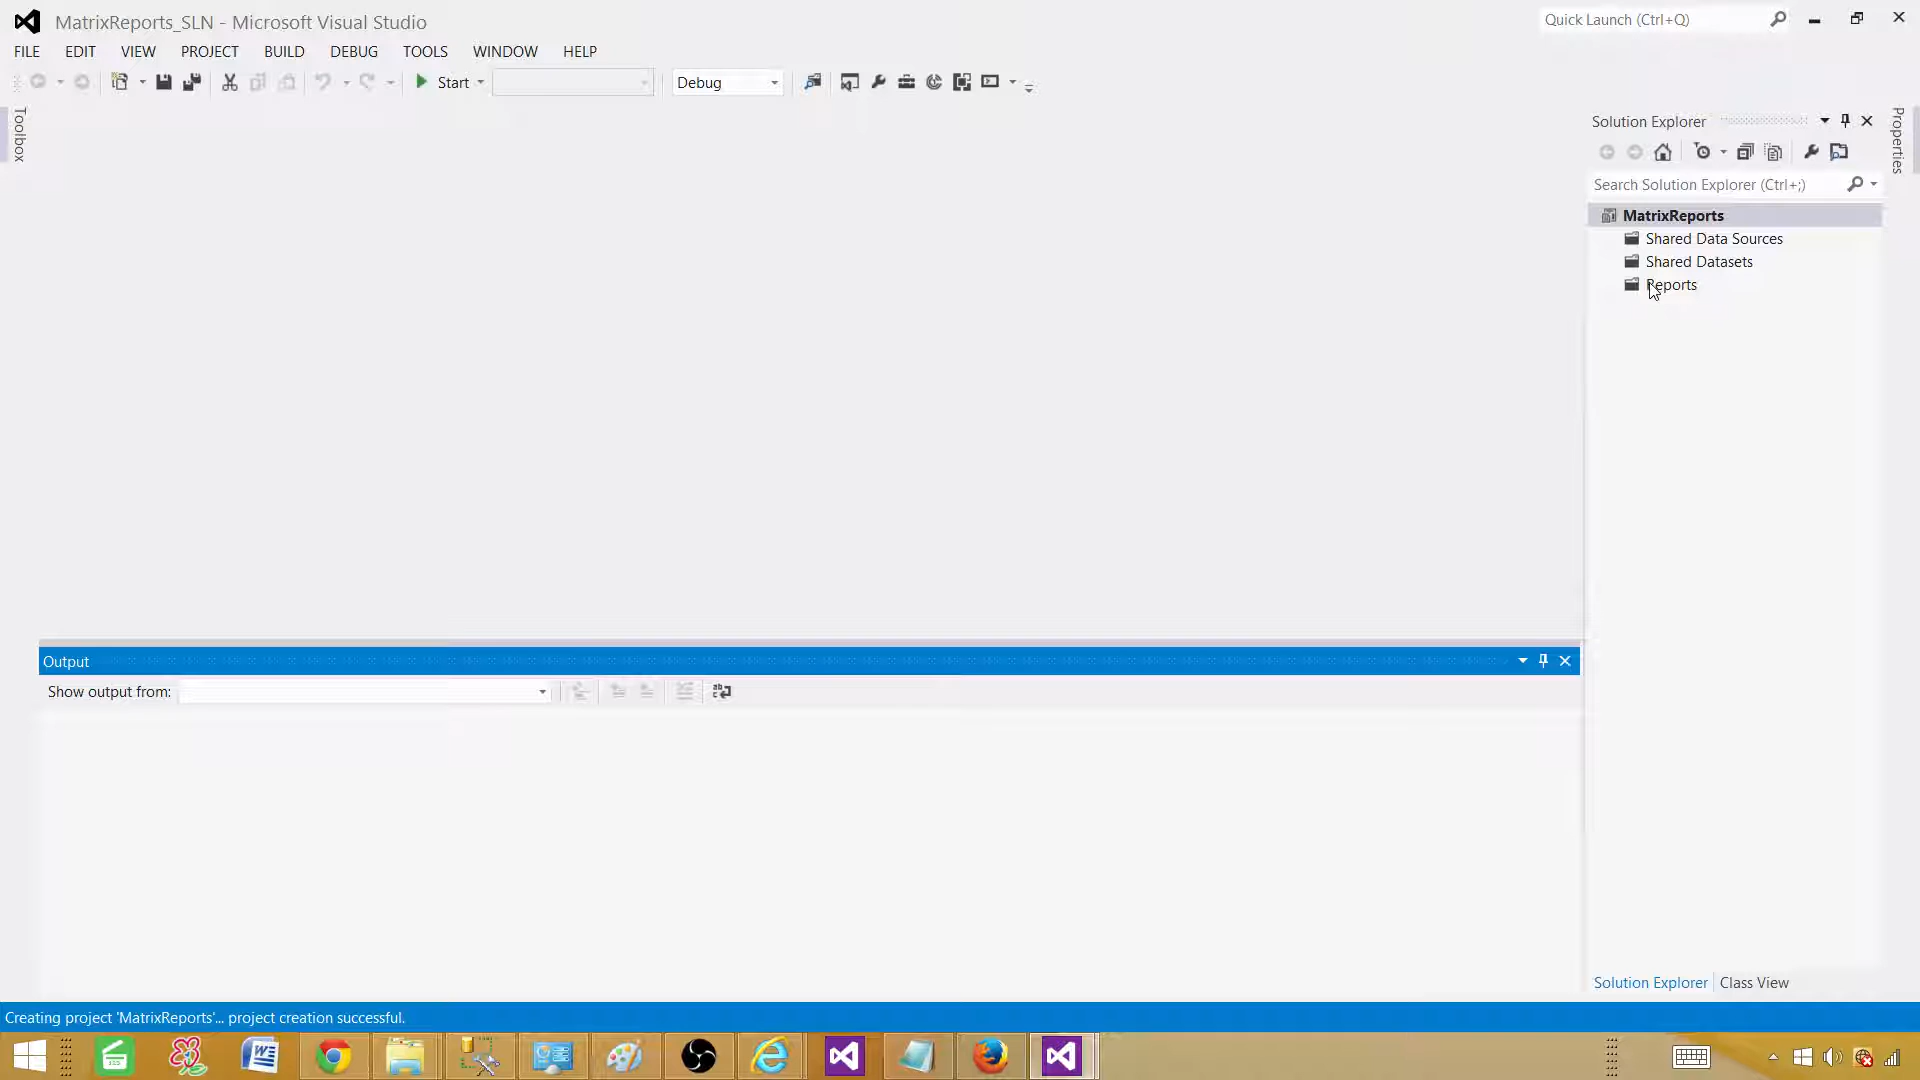 MatrixReports_SLN - Microsoft Visual Studio
Quick Launch (Ctrl+Q)
FILE EDIT VIEW PROJECT BUILD DEBUG TOOLS WINDOW HELP
Start Debug
Toolbox
Solution Explorer
Properties
Search Solution Explorer (Ctrl+;)
MatrixReports
Shared Data Sources
Shared Datasets
Reports
Output
Show output from:
Solution Explorer Class View
Creating project 'MatrixReports'... project creation successful.